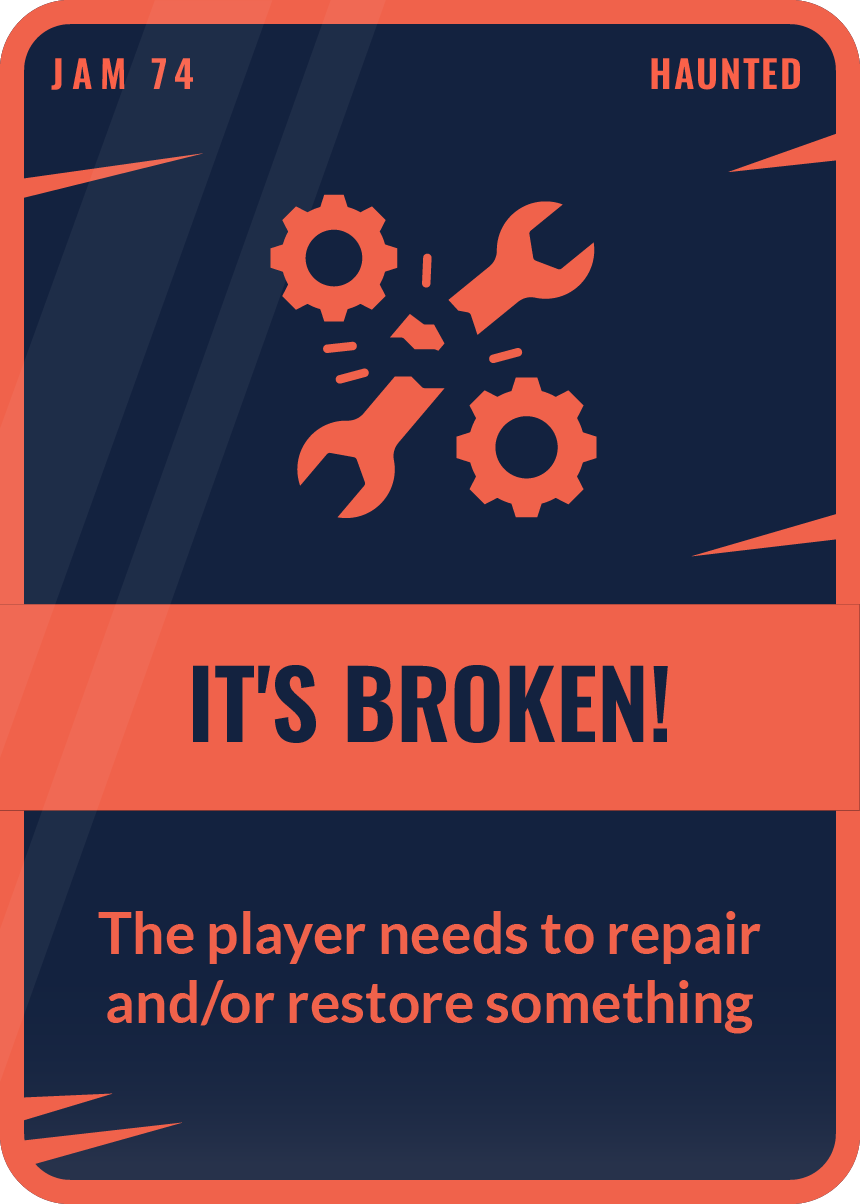 JAM 74
HAUNTED
IT'S BROKEN!
The player needs to repair
and/or restore something